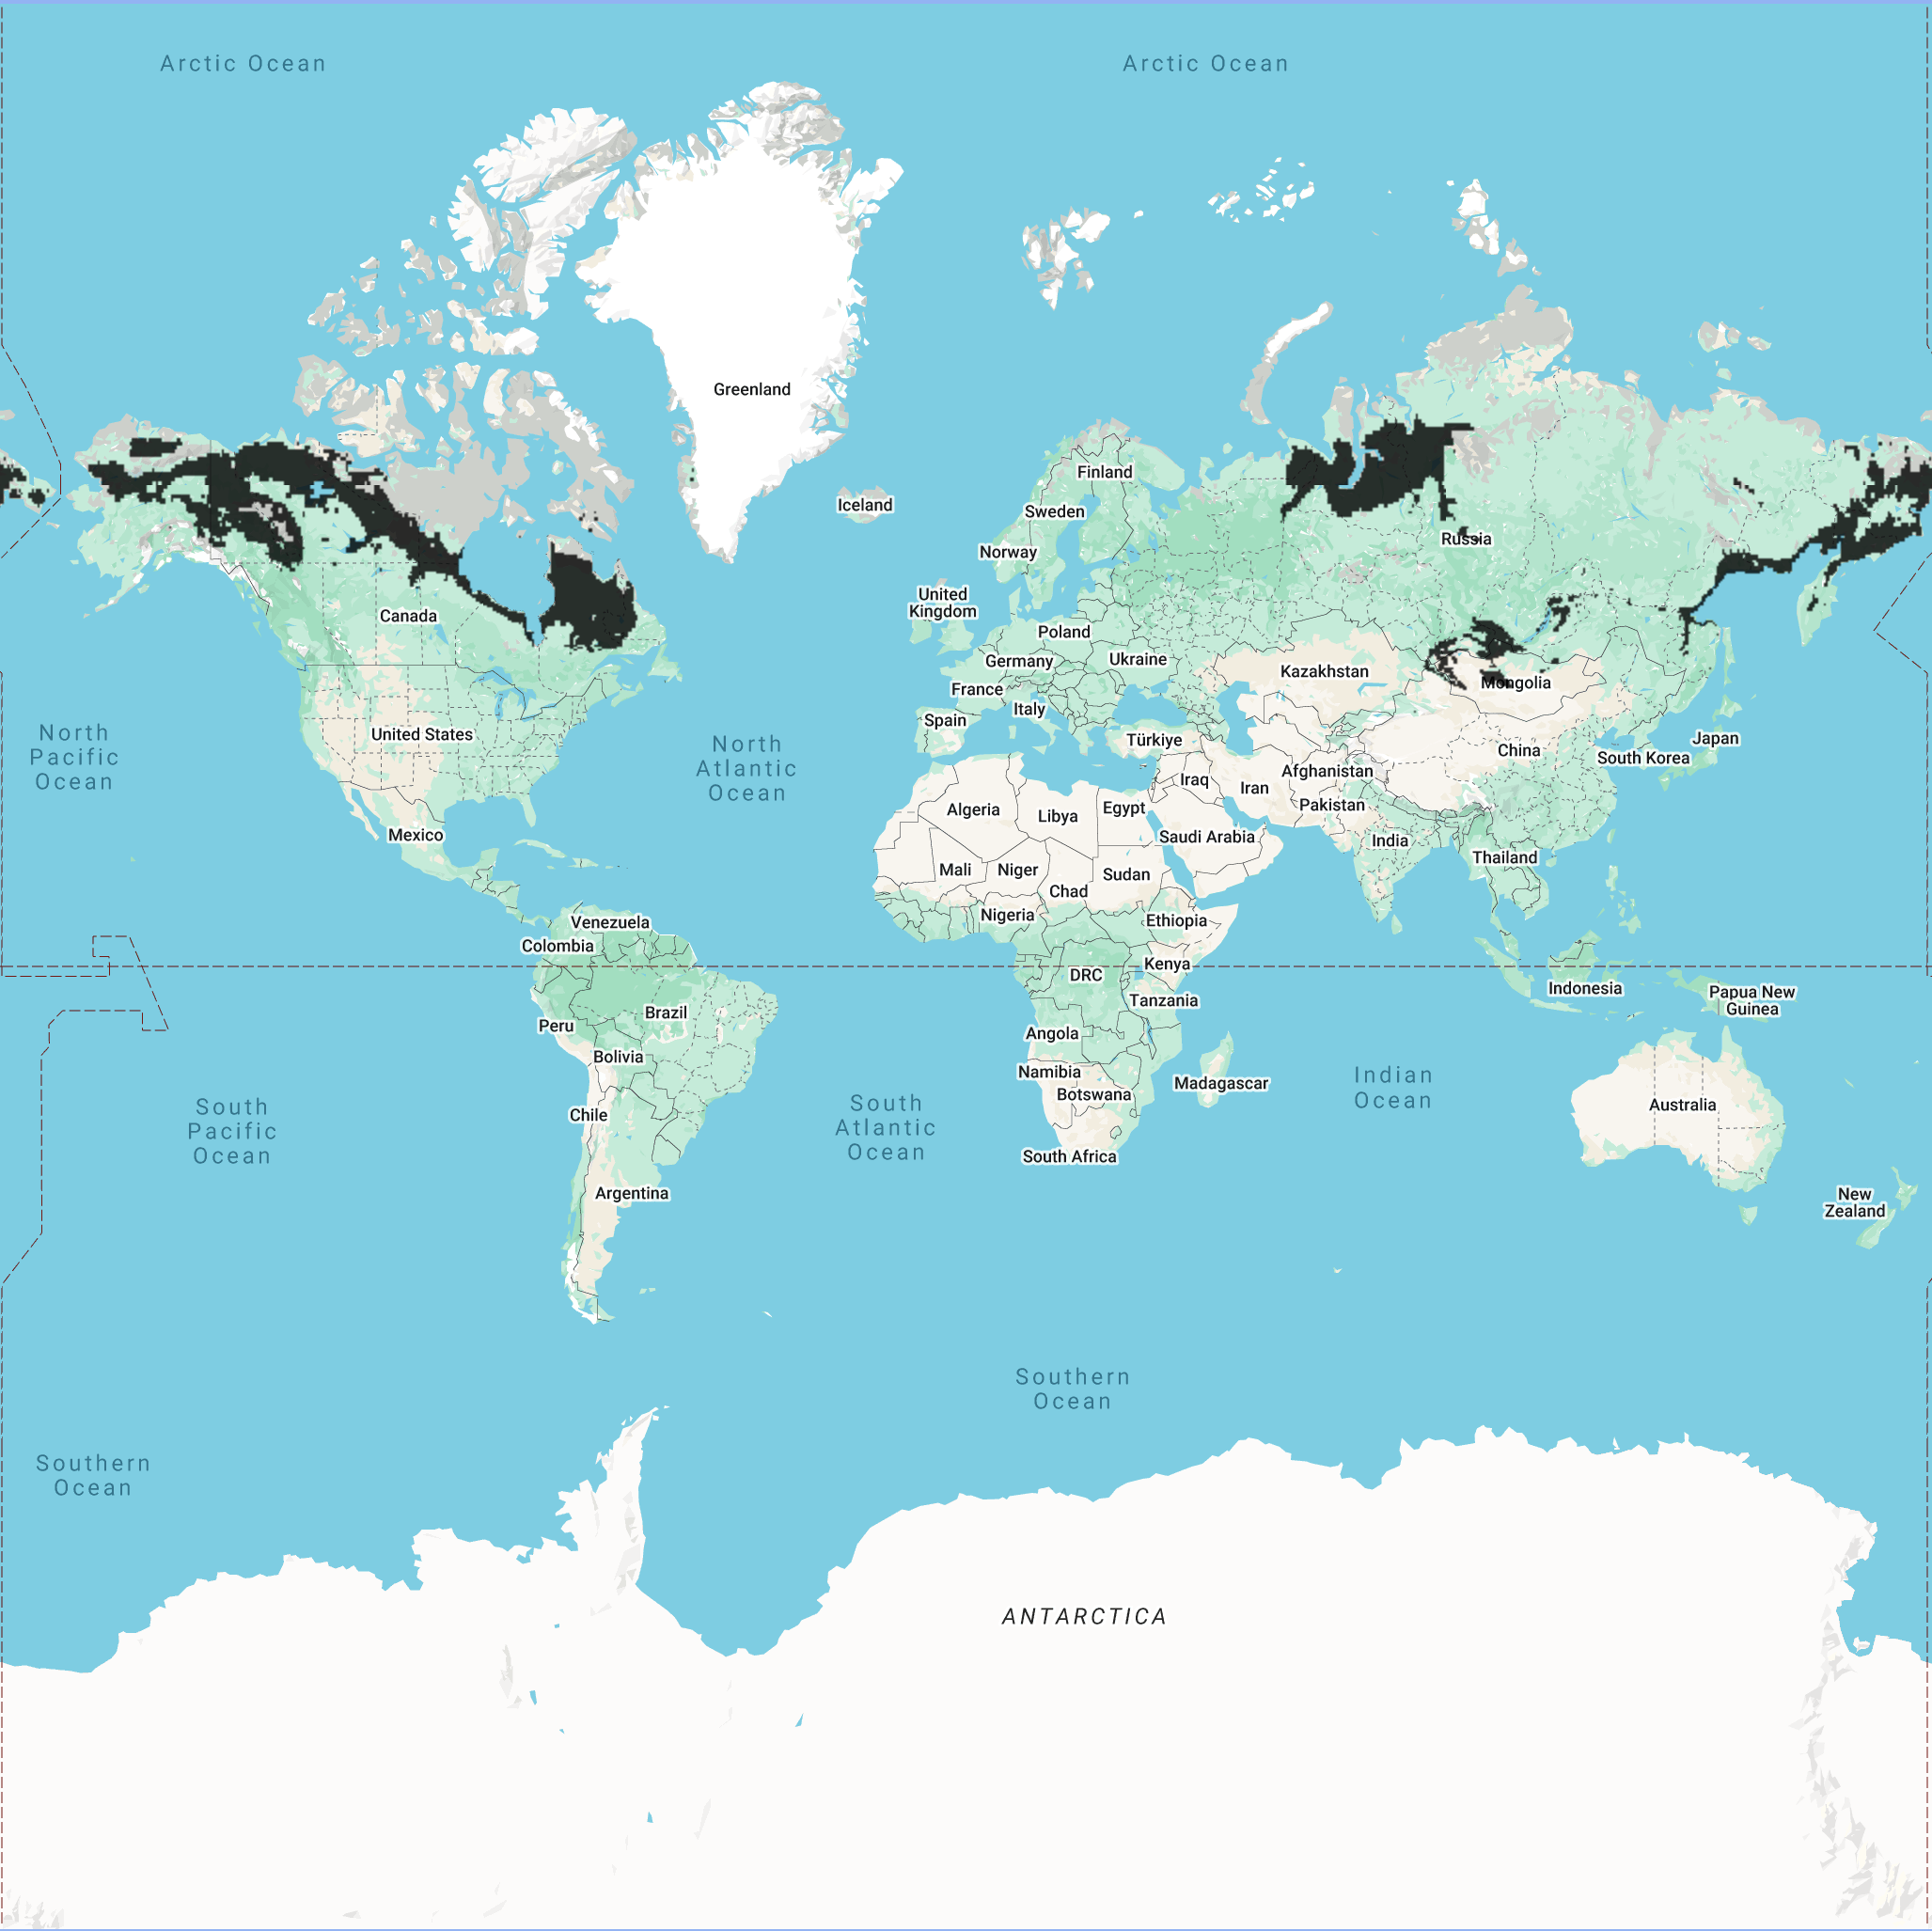 Arctic Ocean
Arctic Ocean
Greenland
Finland
Iceland
Sweden
Russia
Norway
United
Kingdom
Canada
Poland
Germany
Ukraine
Kazakhstan
Mongolia
France
Italy
Spain
North
Pacific
Ocean
United States
North
Atlantic
Ocean
Türkiye
China
Japan
South Korea
Iraq
Iran
Afghanistan
Pakistan
Algeria
Libya
Egypt
Saudi Arabia
India
Mexico
Thailand
Mali
Niger
Chad
Sudan
Nigeria
Ethiopia
Venezuela
Colombia
DRC
Kenya
Indonesia
Papua New
Guinea
Tanzania
Brazil
Peru
Angola
Bolivia
Namibia
Botswana
Madagascar
Indian
Ocean
Australia
Chile
South
Pacific
Ocean
South
Atlantic
Ocean
South Africa
Argentina
New
Zealand
Southern
Ocean
Southern
Ocean
ANTARCTICA